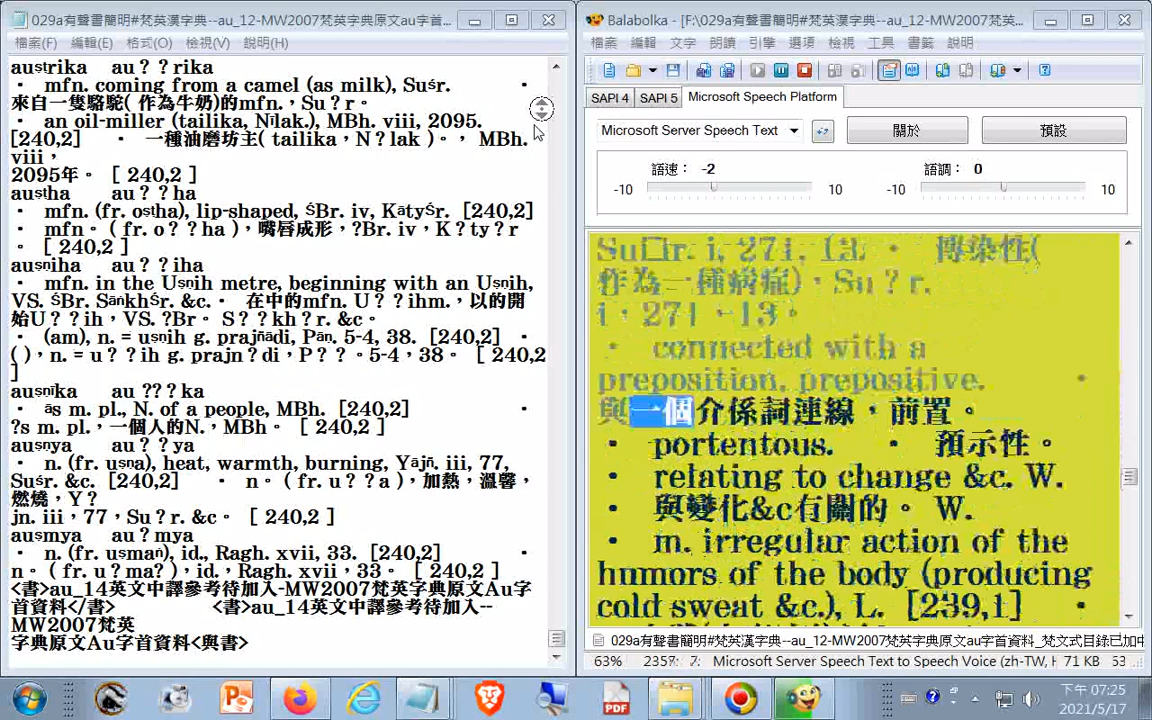 029a有聲書簡明#梵英漢字典--au_12-MW2007梵英字典原文au字首...
檔案(F) 編輯(E) 格式(O) 檢視(V) 說明(H)
auṣṭrika au??rika
• mfn. coming from a camel (as milk), Suśr. •
來自一隻駱駝( 作為牛奶)的mfn.，Su?r。
• an oil-miller (tailika, Nīlak.), MBh. viii, 2095.
[240,2] • 一種油磨坊主( tailika，N?lak )。， MBh.
viii，
2095年。 [ 240,2 ]
auṣṭha au??ha
• mfn. (fr. oṣṭha), lip-shaped, ŚBr. iv, KātyŚr. [240,2]
• mfn。( fr. o??ha )，嘴唇成形，?Br. iv，K?ty?r
。 [ 240,2 ]
auṣṇiha au??iha
• mfn. in the Uṣṇih metre, beginning with an Uṣṇih,
VS. ŚBr. ŚāṅkhŚr. &c. • 在中的mfn. U??ihm.，以的開
始U??ih，VS. ?Br。 S??kh?r. &c。
• (am), n. = uṣṇih g. prajñādi, Pāṇ. 5-4, 38. [240,2] •
( )，n. = u??ih g. prajn?di，P??。5-4，38。 [ 240,2
]
auṣṇīka au???ka
• ās m. pl., N. of a people, MBh. [240,2] •
?s m. pl.，一個人的N.，MBh。 [ 240,2 ]
auṣṇya au??ya
• n. (fr. uṣṇa), heat, warmth, burning, Yājñ. iii, 77,
Suśr. &c. [240,2] • n。( fr. u??a )，加熱，溫馨，
燃燒，Y?
jn. iii，77，Su?r. &c。 [ 240,2 ]
auṣmya au?mya
• n. (fr. uṣman), id., Ragh. xvii, 33. [240,2] •
n。( fr. u?ma?)，id.，Ragh. xvii，33。 [ 240,2 ]
<書>au_14英文中譯參考待加入-MW2007梵英字典原文Au字
首資料</書> <書>au_14英文中譯參考待加入--
MW2007梵英
字典原文Au字首資料<與書>
Balabolka - [F:\029a有聲書簡明#梵英漢字典--au_12-MW2007梵英...
檔案 編輯 文字 朗讀 引擎 選項 檢視 工具 書籤 說明
SAPI 4 SAPI 5 Microsoft Speech Platform
Microsoft Server Speech Text 關於 預設
語速： -2 語調： 0
-10 10 -10 10
Su□r. i, 271, 13. • 傳染性(
作為一種病症)，Su?r.
i，271，13。
• connected with a
preposition, prepositive. •
與一個介係詞連線，前置。
• portentous. • 預示性。
• relating to change &c. W.
• 與變化&c有關的。 W.
• m. irregular action of the
humors of the body (producing
cold sweat &c.), L. [239,1] •
029a有聲書簡明#梵英漢字典--au_12-MW2007梵英字典原文au字首資料_梵文式目錄已加中
63% 2357: 7: Microsoft Server Speech Text to Speech Voice (zh-TW, H 71 KB 53
下午 07:25
2021/5/17